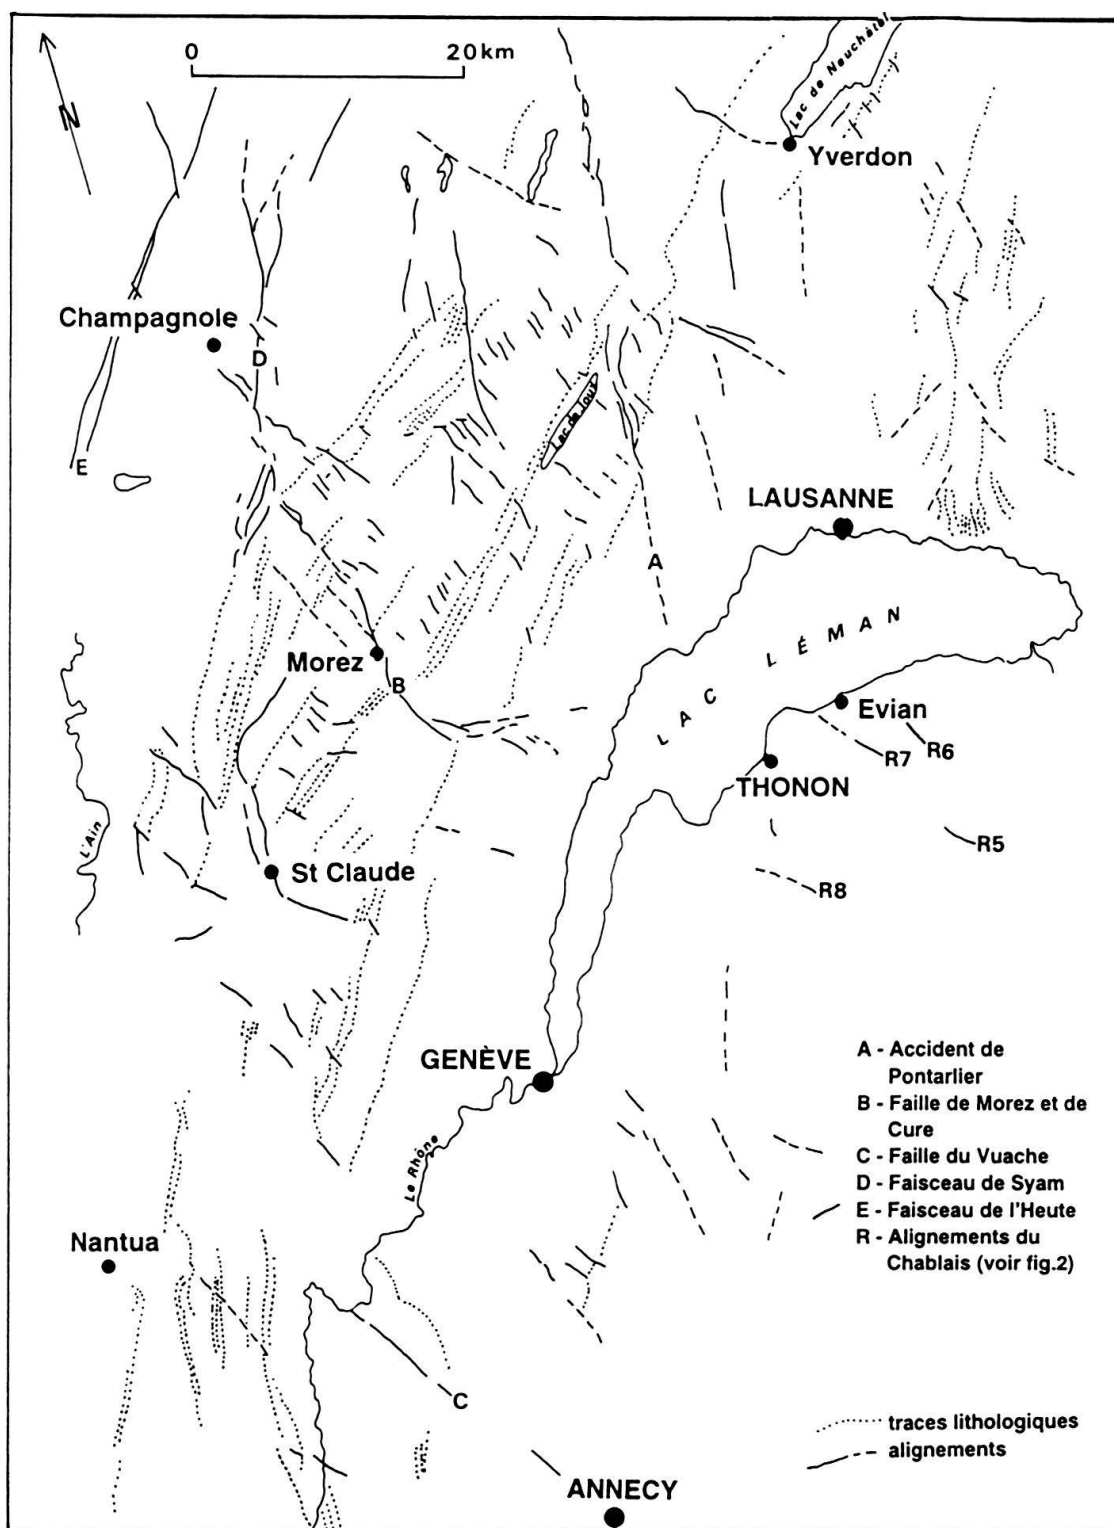 0 20km
N
Lac de Neuchâtel
Yverdon
Champagnole
D
E
Lac de Joux
LAUSANNE
A
LAC LÉMAN
Morez
B
Evian
R6
R7
THONON
L'Ain
R5
St Claude
R8
GENÈVE
Le Rhône
Nantua
C
ANNECY
A - Accident de
Pontarlier
B - Faille de Morez et de
Cure
C - Faille du Vuache
D - Faisceau de Syam
E - Faisceau de l'Heute
R - Alignements du
Chablais (voir fig.2)
traces lithologiques
alignements